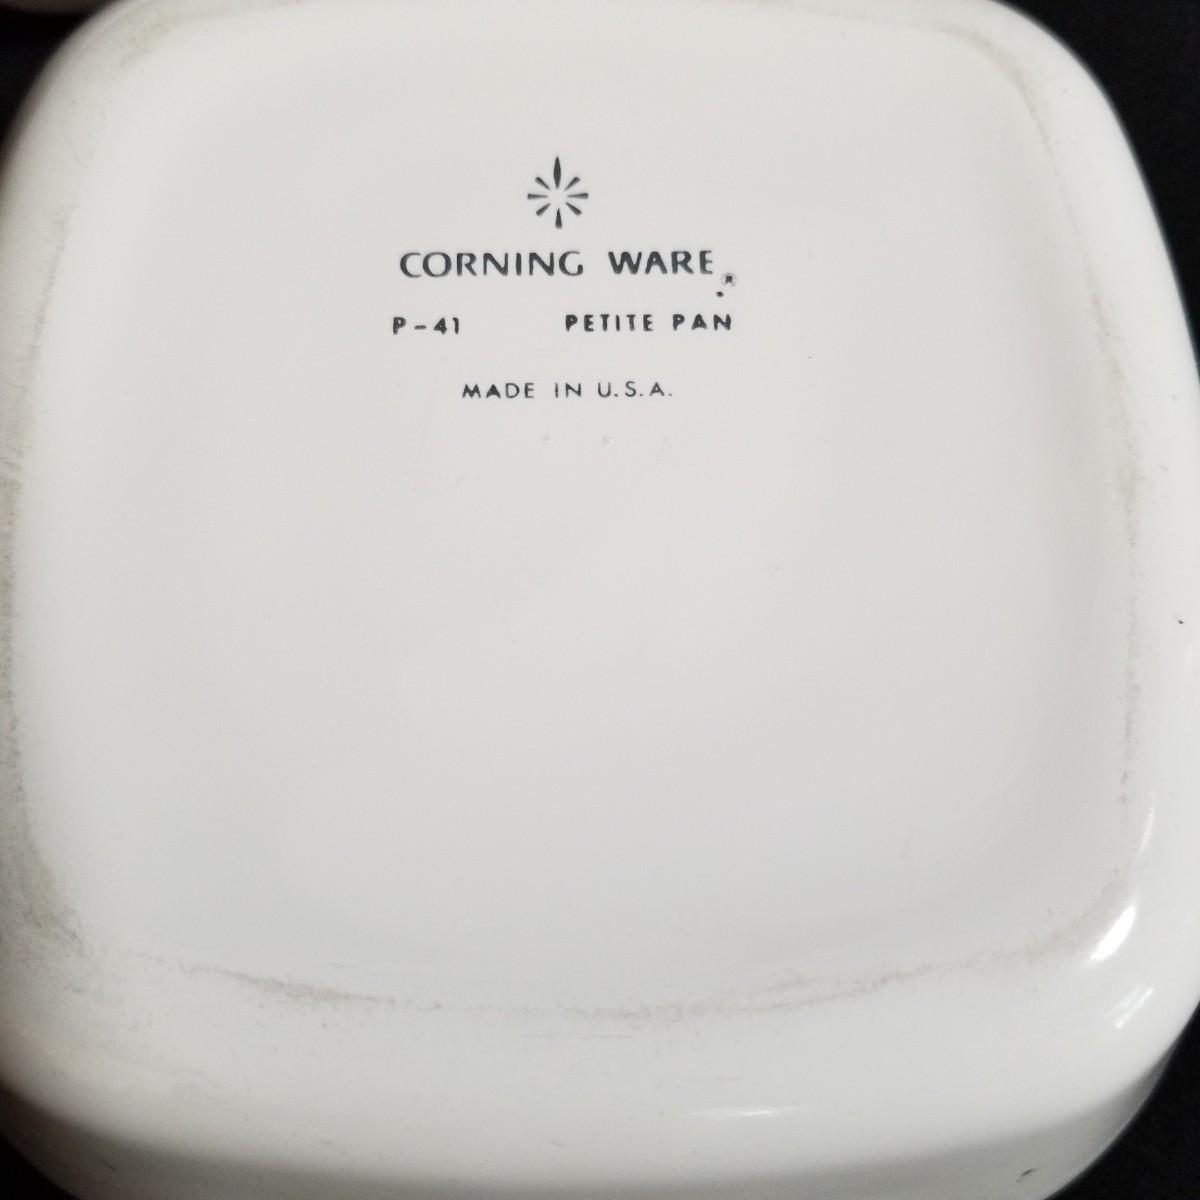 CORNING WARE®
P-41 PETITE PAN
MADE IN U.S.A.